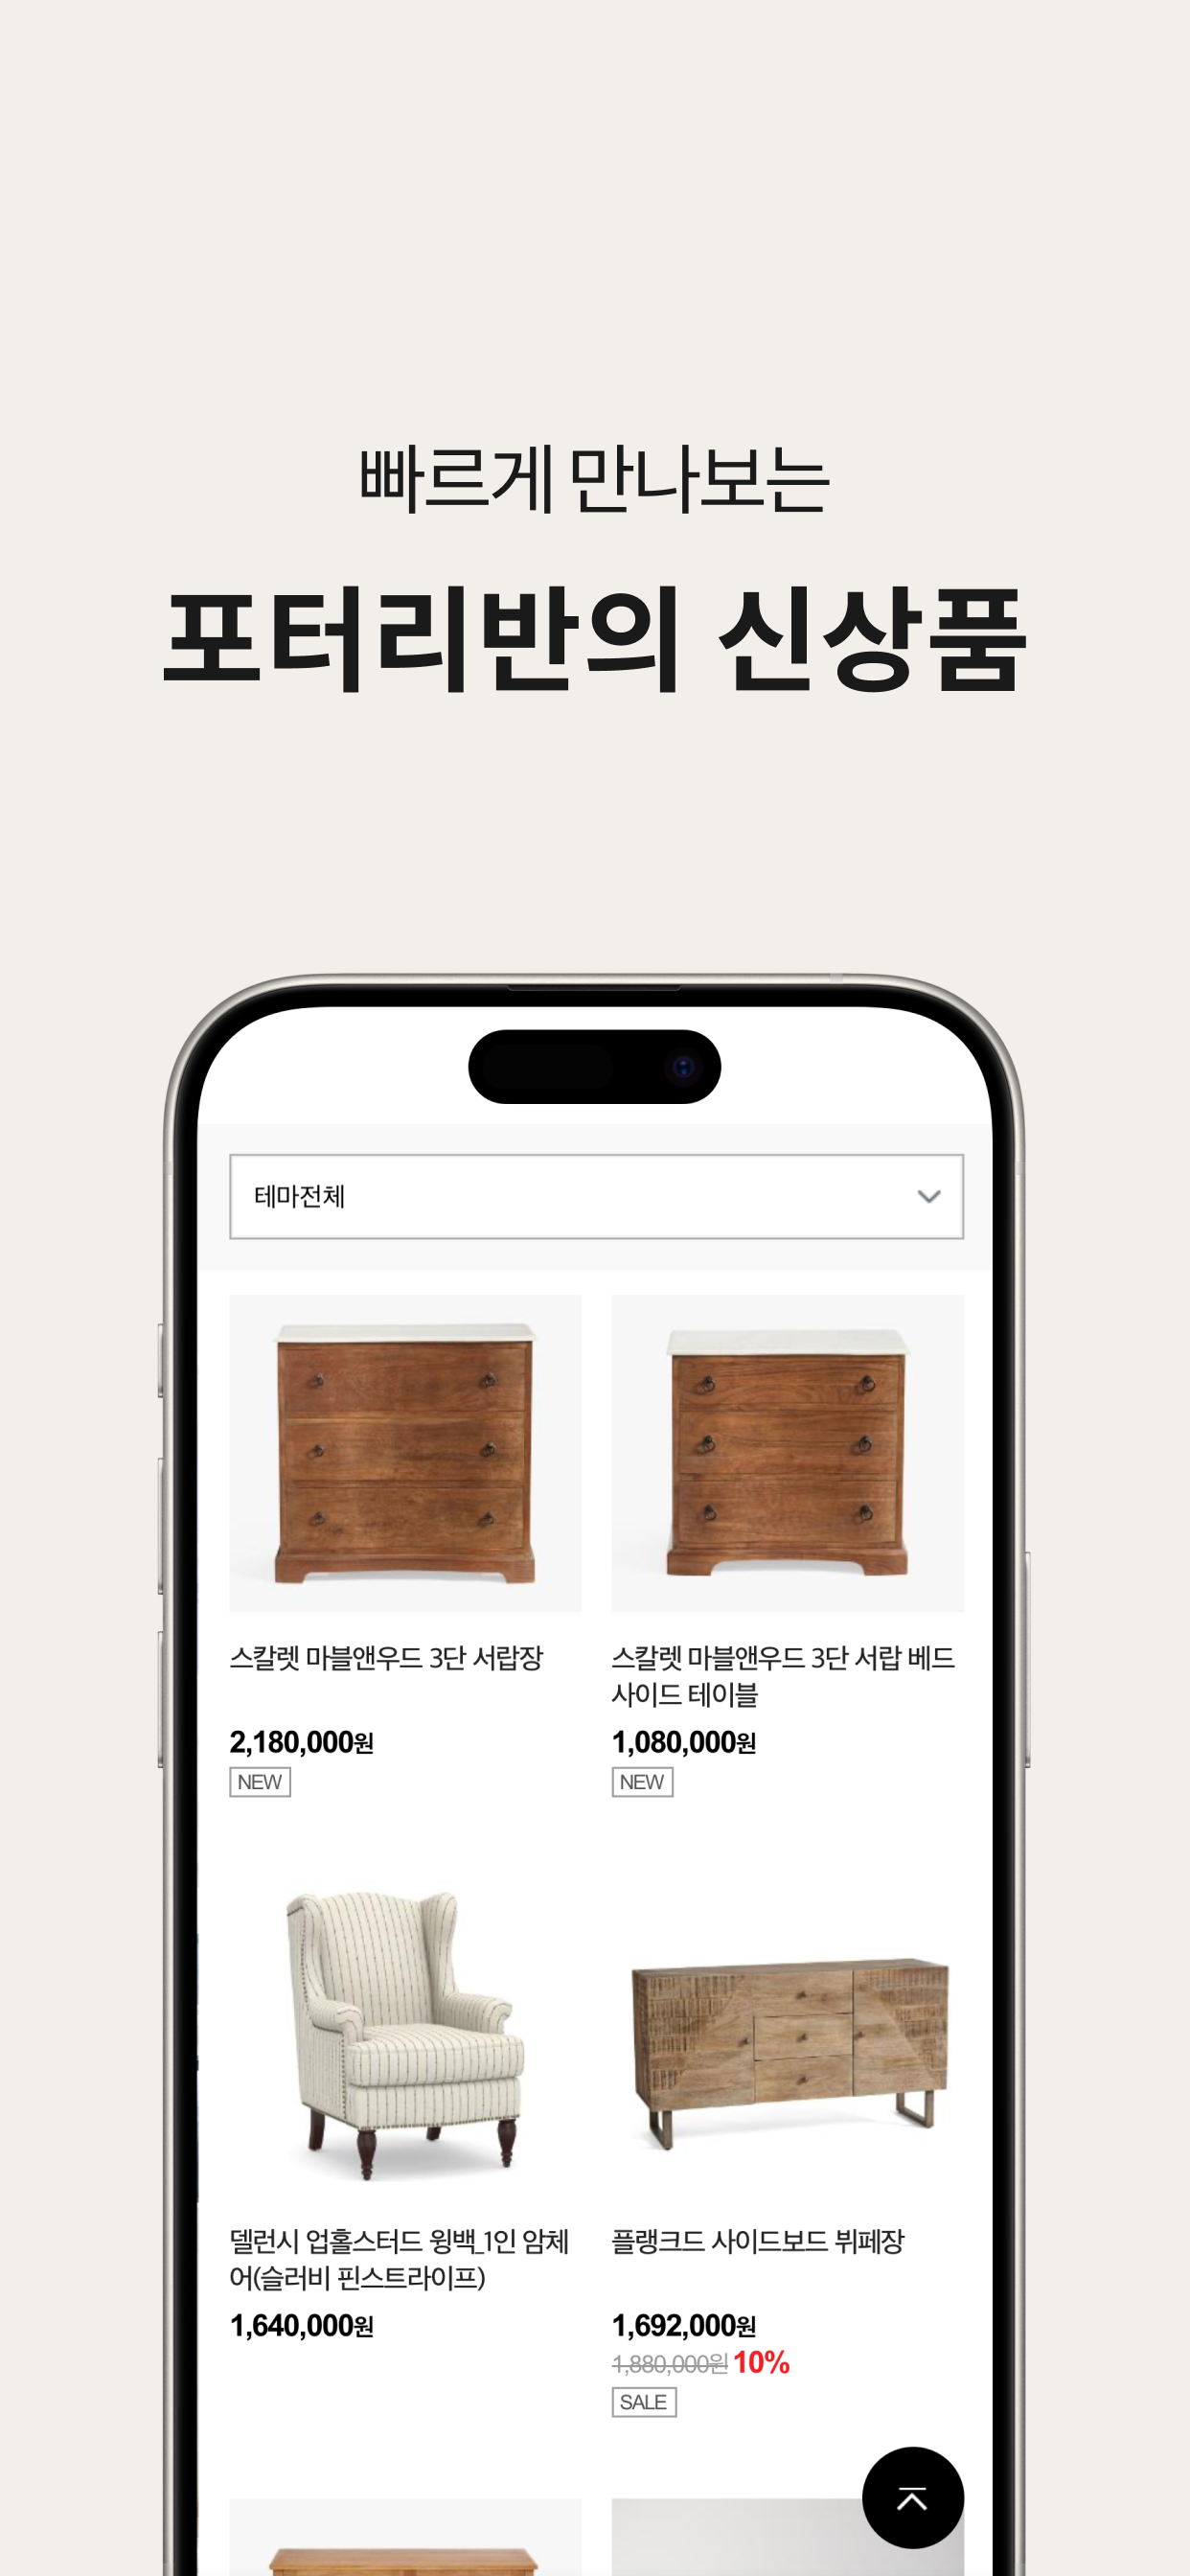 빠르게 만나보는
포터리반의 신상품
테마전체
스칼렛 마블앤우드 3단 서랍장
2,180,000원
NEW
스칼렛 마블앤우드 3단 서랍 베드
사이드 테이블
1,080,000원
NEW
델런시 업홀스터드 윙백_1인 암체
어(슬러비 핀스트라이프)
1,640,000원
플랭크드 사이드보드 뷔페장
1,692,000원
1,880,000원 10%
SALE